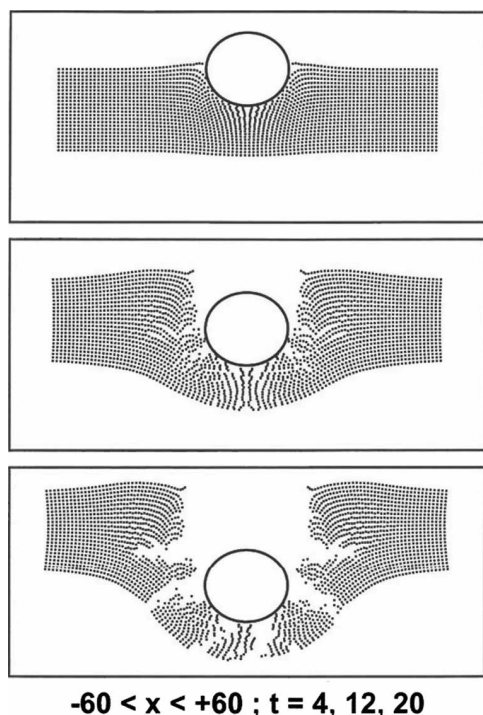 -60 < x < +60 ; t = 4, 12, 20